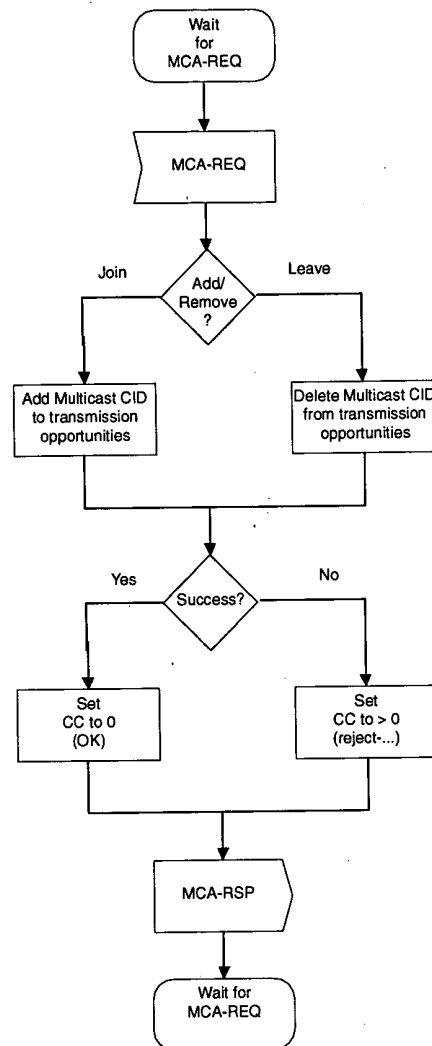 Wait
for
MCA-REQ
MCA-REQ
Join
Leave
Add/
Remove
?
Add Multicast CID
to transmission
opportunities
Delete Multicast CID
from transmission
opportunities
Yes
No
Success?
Set
CC to 0
(OK)
Set
CC to > 0
(reject-...)
MCA-RSP
Wait for
MCA-REQ